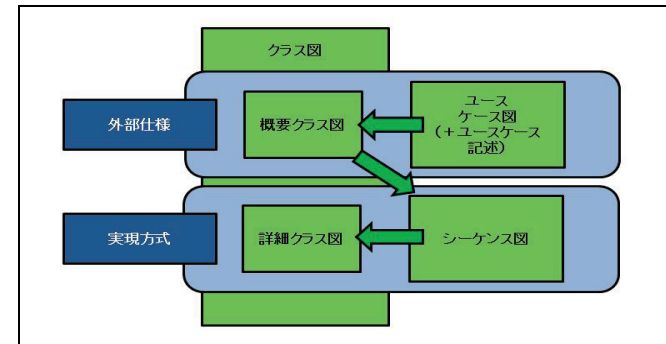 クラス図
外部仕様
概要クラス図
ユース
ケース図
(+ユースケース
記述)
実現方式
詳細クラス図
シーケンス図